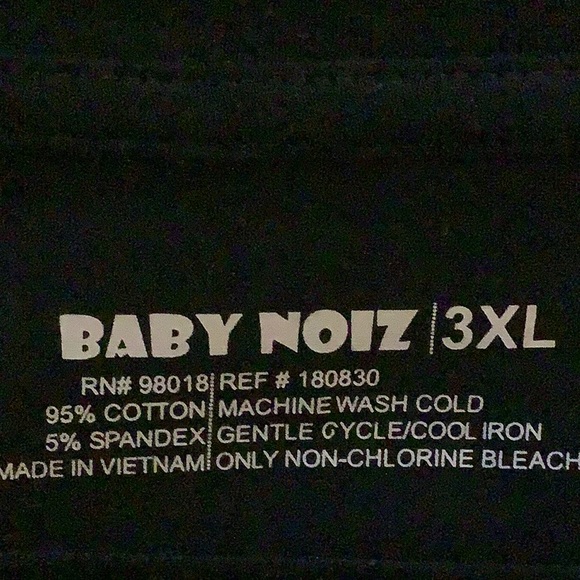 BABY NOIZ 3XL
RN# 98018 REF # 180830
95% COTTON MACHINE WASH COLD
5% SPANDEX GENTLE CYCLE/COOL IRON
MADE IN VIETNAM ONLY NON-CHLORINE BLEACH